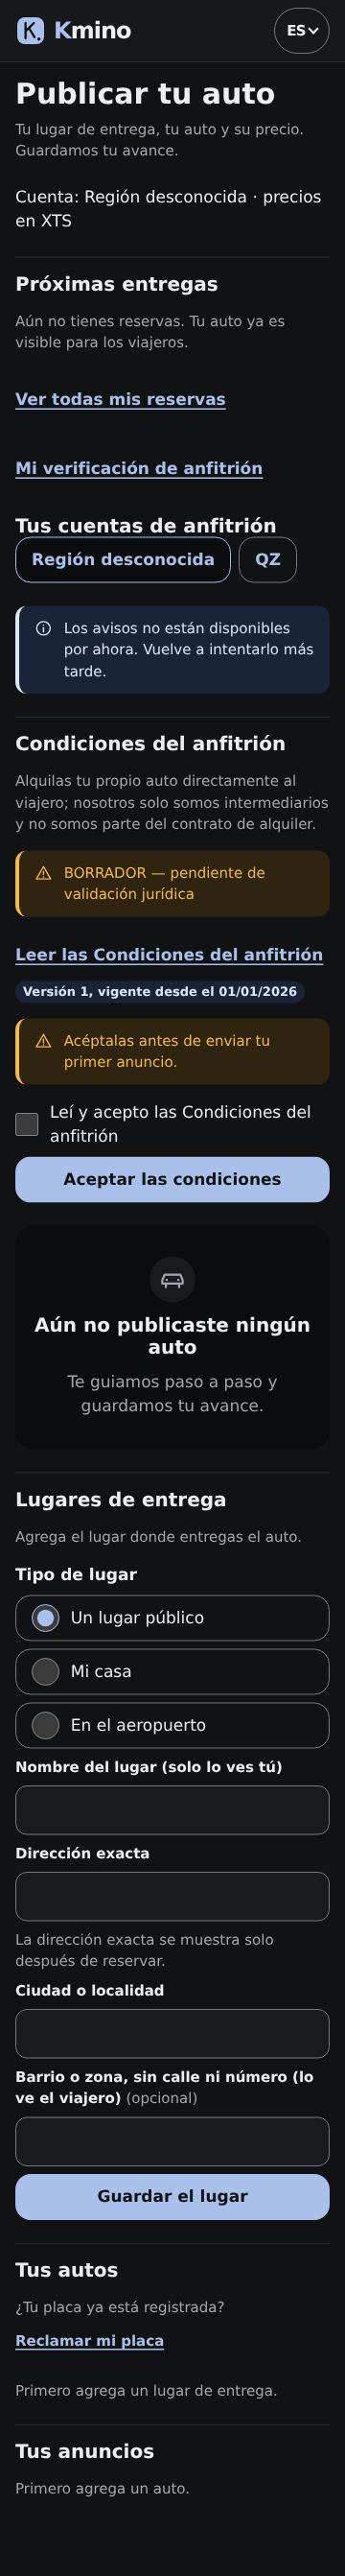 Kmino
ES
Publicar tu auto
Tu lugar de entrega, tu auto y su precio.
Guardamos tu avance.
Cuenta: Región desconocida · precios
en XTS
Próximas entregas
Aún no tienes reservas. Tu auto ya es
visible para los viajeros.
Ver todas mis reservas
Mi verificación de anfitrión
Tus cuentas de anfitrión
Región desconocida
QZ
Los avisos no están disponibles
por ahora. Vuelve a intentarlo más
tarde.
Condiciones del anfitrión
Alquilas tu propio auto directamente al
viajero; nosotros solo somos intermediarios
y no somos parte del contrato de alquiler.
BORRADOR — pendiente de
validación jurídica
Leer las Condiciones del anfitrión
Versión 1, vigente desde el 01/01/2026
Acéptalas antes de enviar tu
primer anuncio.
Leí y acepto las Condiciones del
anfitrión
Aceptar las condiciones
Aún no publicaste ningún
auto
Te guiamos paso a paso y
guardamos tu avance.
Lugares de entrega
Agrega el lugar donde entregas el auto.
Tipo de lugar
Un lugar público
Mi casa
En el aeropuerto
Nombre del lugar (solo lo ves tú)
Dirección exacta
La dirección exacta se muestra solo
después de reservar.
Ciudad o localidad
Barrio o zona, sin calle ni número (lo
ve el viajero) (opcional)
Guardar el lugar
Tus autos
¿Tu placa ya está registrada?
Reclamar mi placa
Primero agrega un lugar de entrega.
Tus anuncios
Primero agrega un auto.